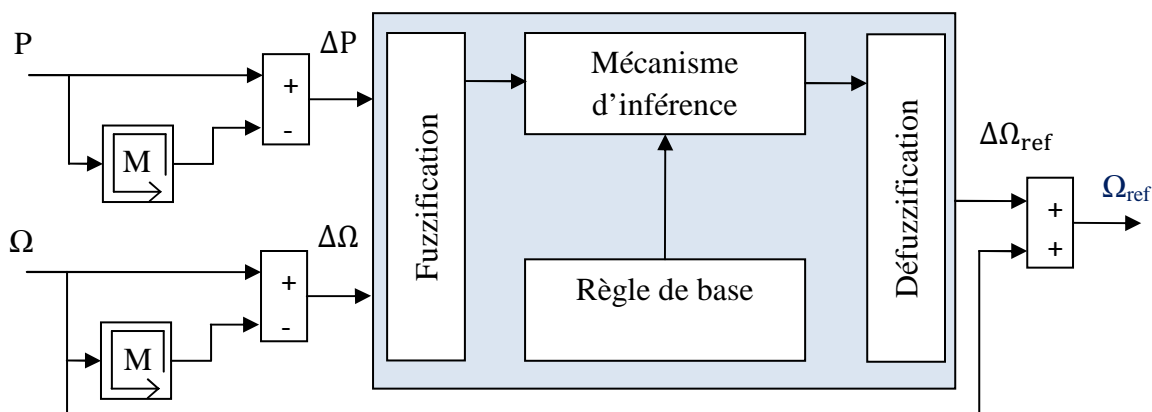 P
+
-
ΔP
M
Ω
+
-
ΔΩ
M
Fuzzification
Mécanisme
d’inférence
Règle de base
Défuzzification
ΔΩref
+
+
Ωref